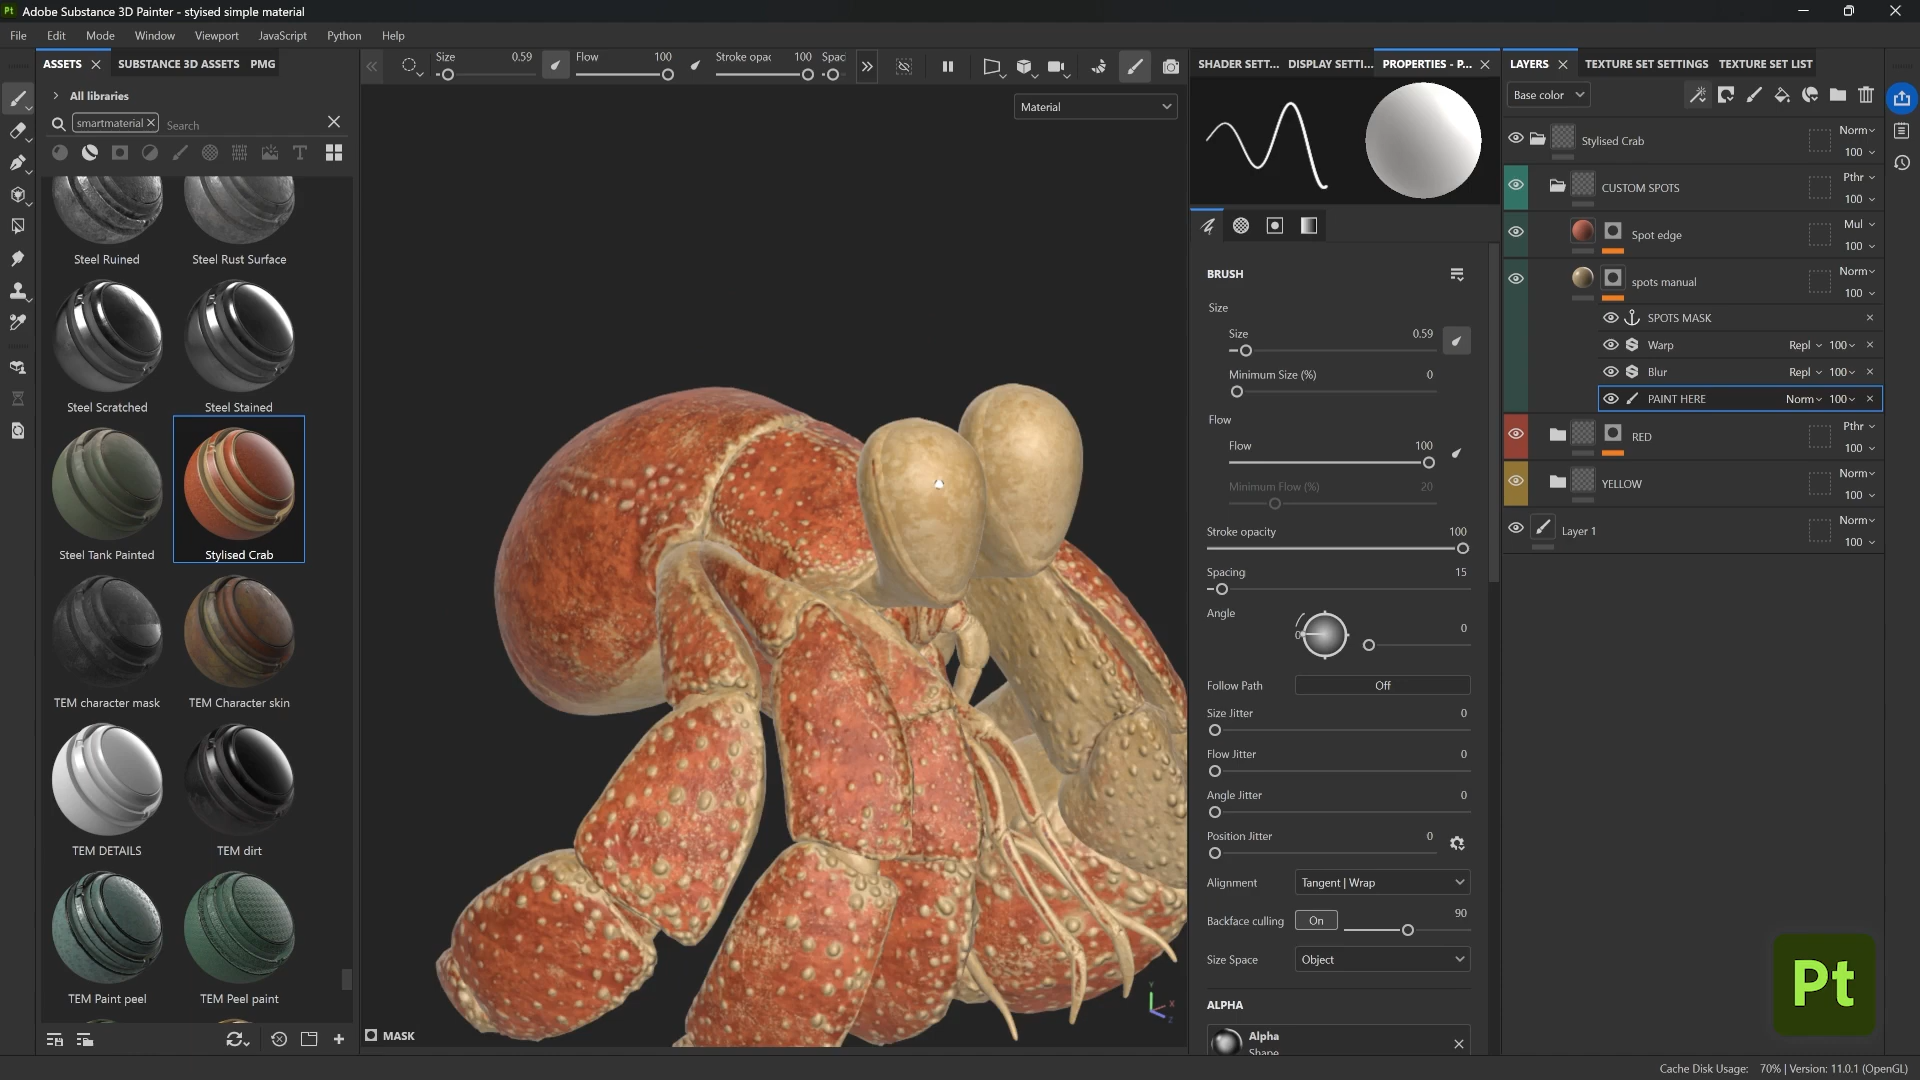 Pt Adobe Substance 3D Painter - styised simple material
File Edit Mode Window Viewport JavaScript Python Help
ASSETS SUBSTANCE 3D ASSETS PMG
All libraries
smartmaterial Search
Steel Ruined Steel Rust Surface
Steel Scratched Steel Stained
Steel Tank Painted Stylised Crab
TEM character mask TEM Character skin
TEM DETAILS TEM dirt
TEM Paint peel TEM Peel paint
Size 0.59 Flow 100 Stroke opac 100 Spac
Material
MASK
SHADER SETT... DISPLAY SETTI... PROPERTIES - P...
BRUSH
Size
Size 0.59
Minimum Size (%) 0
Flow
Flow 100
Minimum Flow (%) 20
Stroke opacity 100
Spacing 15
Angle 0 0
Follow Path Off
Size Jitter 0
Flow Jitter 0
Angle Jitter 0
Position Jitter 0
Alignment Tangent | Wrap
Backface culling On 90
Size Space Object
ALPHA
Alpha
Shape
LAYERS TEXTURE SET SETTINGS TEXTURE SET LIST
Base color
Stylised Crab Norm 100
CUSTOM SPOTS Pthr 100
Spot edge Mul 100
spots manual Norm 100
SPOTS MASK
Warp Repl 100
Blur Repl 100
PAINT HERE Norm 100
RED Pthr 100
YELLOW Norm 100
Layer 1 Norm 100
Y X Z
Pt
Cache Disk Usage: 70% | Version: 11.0.1 (OpenGL)